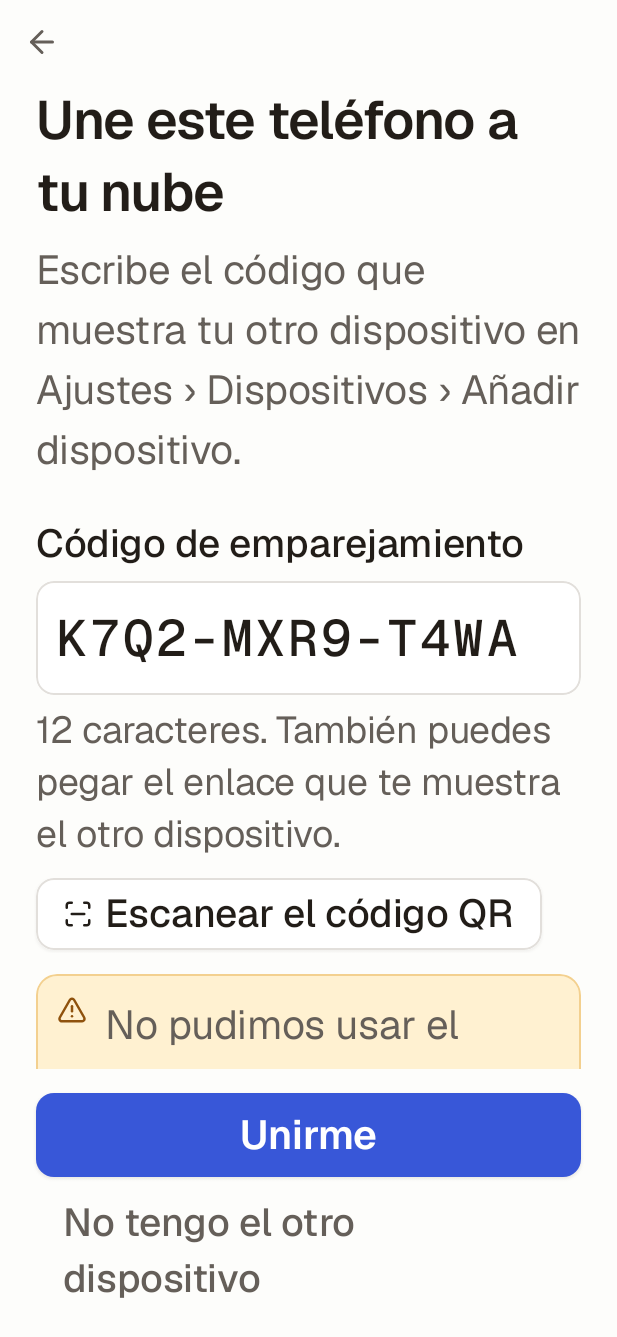 Une este teléfono a
tu nube
Escribe el código que
muestra tu otro dispositivo en
Ajustes › Dispositivos › Añadir
dispositivo.
Código de emparejamiento
K7Q2-MXR9-T4WA
12 caracteres. También puedes
pegar el enlace que te muestra
el otro dispositivo.
Escanear el código QR
No pudimos usar el
Unirme
No tengo el otro
dispositivo